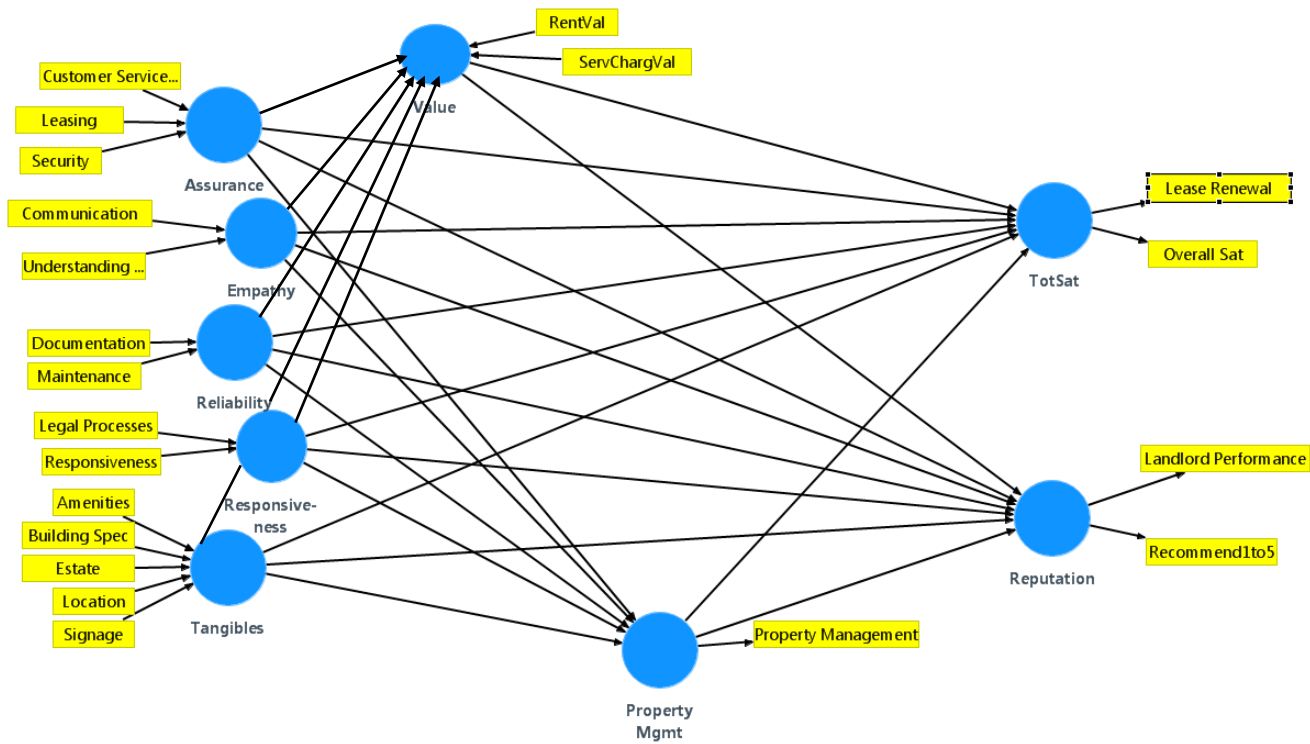 RentVal
ServChargVal
Customer Service...
Value
Leasing
Security
Assurance
Lease Renewal
Communication
Overall Sat
Understanding ...
TotSat
Empathy
Documentation
Maintenance
Reliability
Legal Processes
Responsiveness
Landlord Performance
Amenities
Responsive-
ness
Building Spec
Recommend1to5
Estate
Reputation
Location
Tangibles
Signage
Property Management
Property
Mgmt